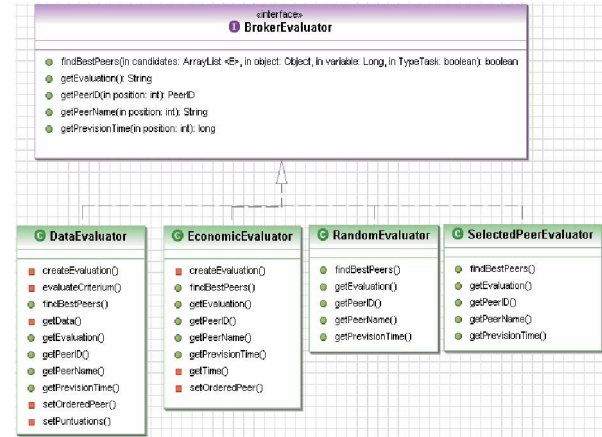 «interface»
BrokerEvaluator
findBestPeers(in candidates: ArrayList <E>, in object: Object, in variable: Long, in TypeTask: boolean): boolean
getEvaluation(): String
getPeerID(in position: int): PeerID
getPeerName(in position: int): String
getPrevisionTime(in position: int): long
DataEvaluator
createEvaluation()
evaluateCriterium()
findBestPeers()
getData()
getEvaluation()
getPeerID()
getPeerName()
getPrevisionTime()
setOrderedPeer()
setPuntuations()
EconomicEvaluator
createEvaluation()
findBestPeers()
getEvaluation()
getPeerID()
getPeerName()
getPrevisionTime()
getTime()
setOrderedPeer()
RandomEvaluator
findBestPeers()
getEvaluation()
getPeerID()
getPeerName()
getPrevisionTime()
SelectedPeerEvaluator
findBestPeers()
getEvaluation()
getPeerID()
getPeerName()
getPrevisionTime()